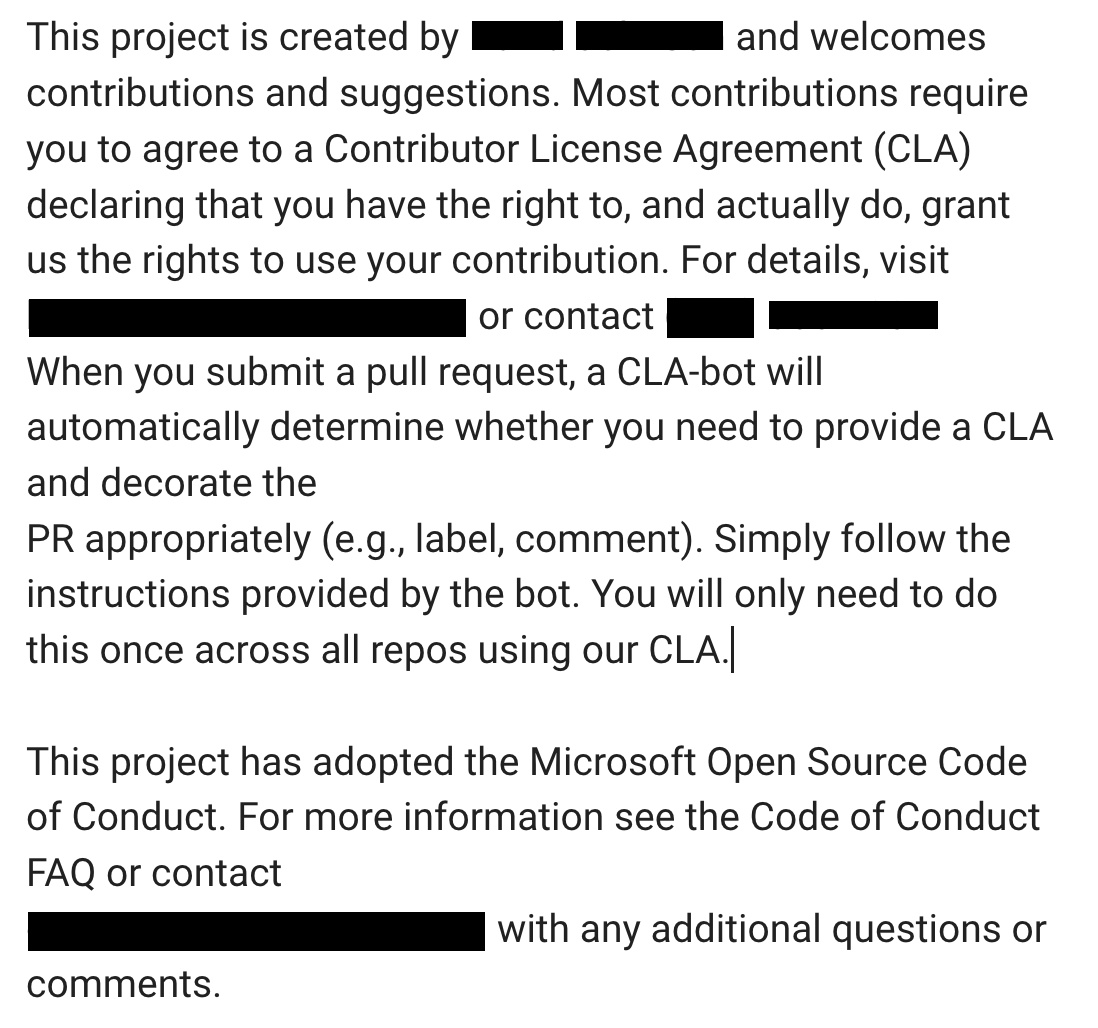 This project is created by and welcomes
contributions and suggestions. Most contributions require
you to agree to a Contributor License Agreement (CLA)
declaring that you have the right to, and actually do, grant
us the rights to use your contribution. For details, visit
or contact
When you submit a pull request, a CLA-bot will
automatically determine whether you need to provide a CLA
and decorate the
PR appropriately (e.g., label, comment). Simply follow the
instructions provided by the bot. You will only need to do
this once across all repos using our CLA.
This project has adopted the Microsoft Open Source Code
of Conduct. For more information see the Code of Conduct
FAQ or contact
with any additional questions or
comments.